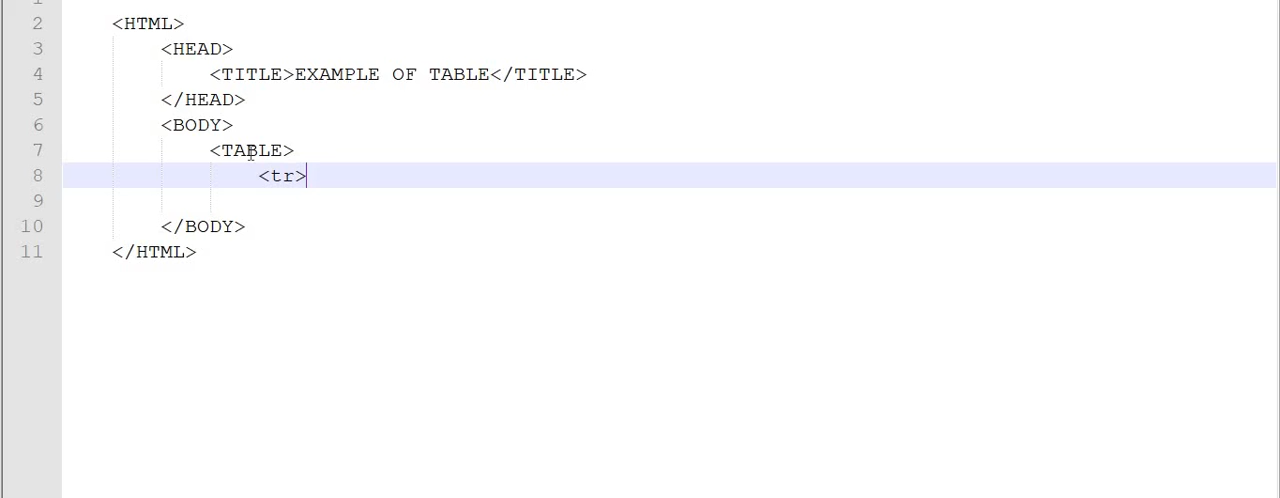 1
2 <HTML>
3 <HEAD>
4 <TITLE>EXAMPLE OF TABLE</TITLE>
5 </HEAD>
6 <BODY>
7 <TABLE>
8 <tr>
9
10 </BODY>
11 </HTML>